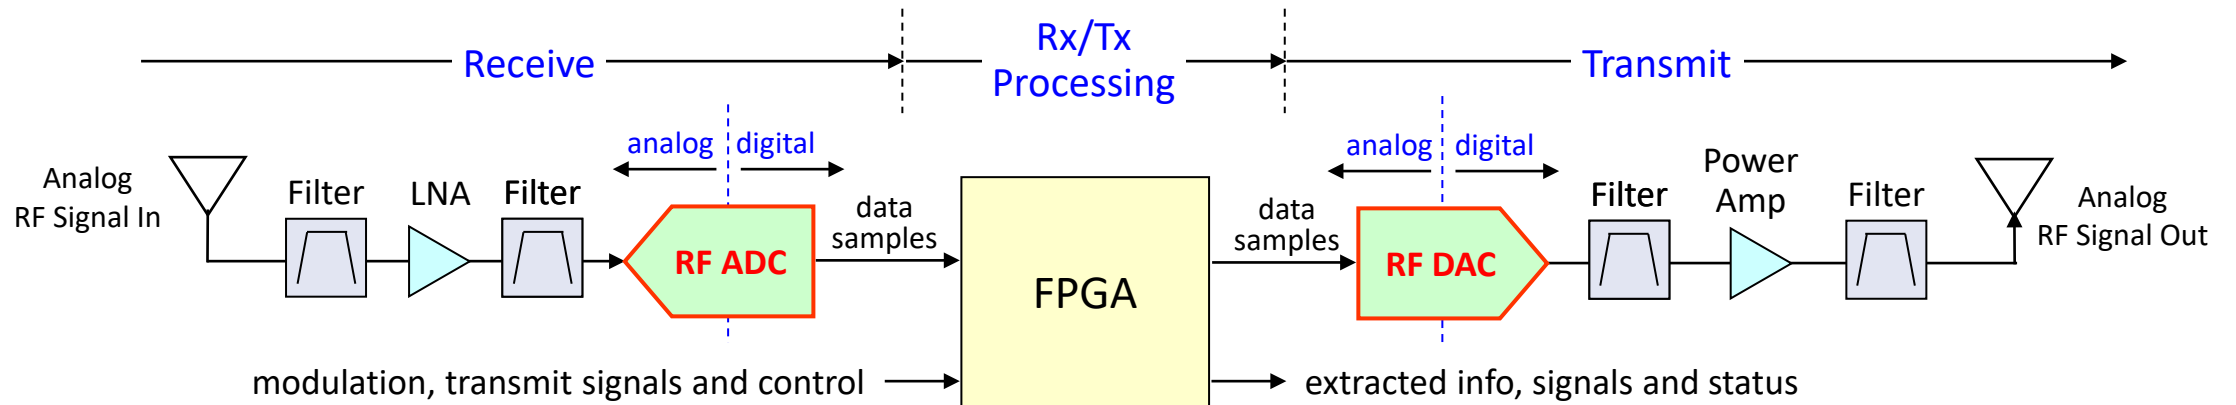 Receive
Rx/Tx
Processing
Transmit
analog
digital
analog
digital
Analog
RF Signal In
Filter
LNA
Filter
RF ADC
data
samples
FPGA
data
samples
RF DAC
Filter
Power
Amp
Filter
Analog
RF Signal Out
modulation, transmit signals and control
extracted info, signals and status